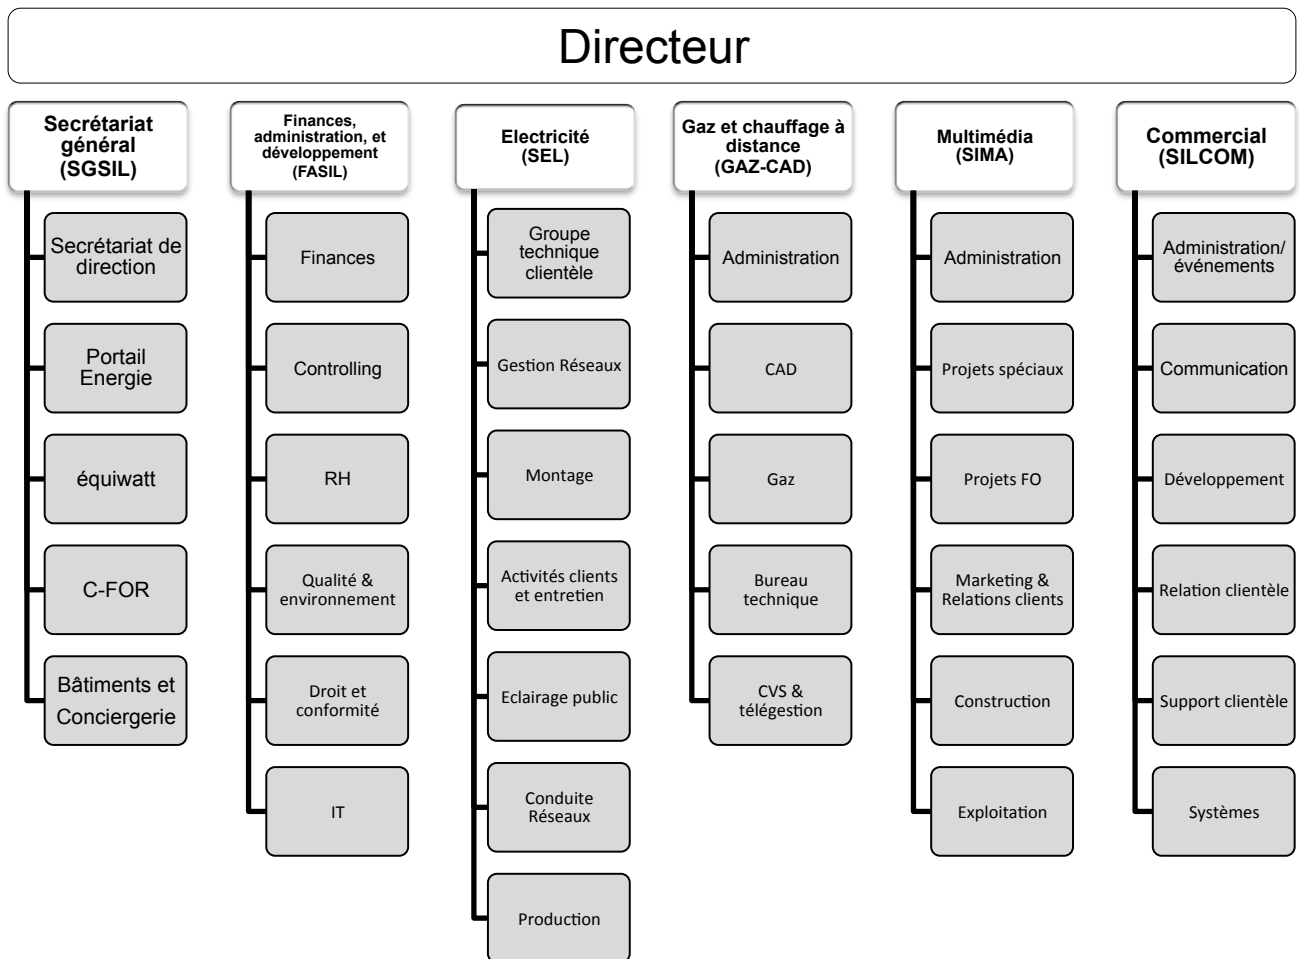 Directeur
Secrétariat
général
(SGSIL)
Secrétariat de
direction
Portail
Energie
équiwatt
C-FOR
Bâtiments et
Conciergerie
Finances,
administration, et
développement
(FASIL)
Finances
Controlling
RH
Qualité &
environnement
Droit et
conformité
IT
Electricité
(SEL)
Groupe
technique
clientèle
Gestion Réseaux
Montage
Activités clients
et entretien
Eclairage public
Conduite
Réseaux
Production
Gaz et chauffage à
distance
(GAZ-CAD)
Administration
CAD
Gaz
Bureau
technique
CVS &
télégestion
Multimédia
(SIMA)
Administration
Projets spéciaux
Projets FO
Marketing &
Relations clients
Construction
Exploitation
Commercial
(SILCOM)
Administration/
événements
Communication
Développement
Relation clientèle
Support clientèle
Systèmes